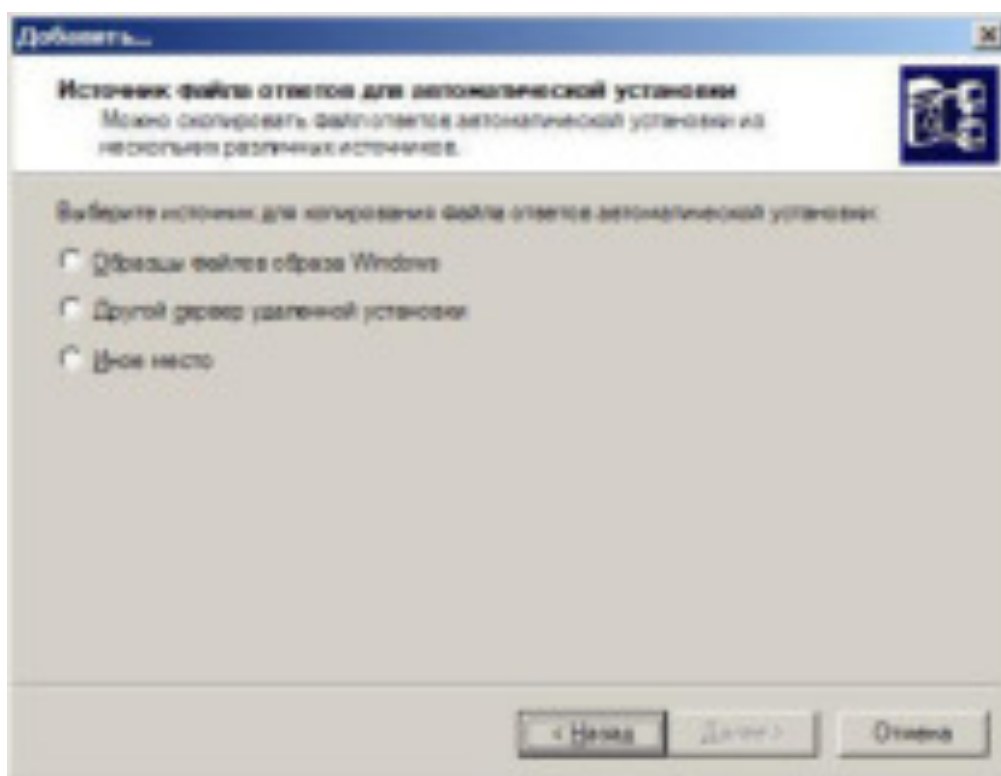 Добавить...
Источник файла ответов для автоматической установки
Можно скопировать файл ответов автоматической установки из
нескольких различных источников.
Выберите источник для копирования файла ответов автоматической установки:
Образцы файлов образа Windows
Другой сервер удаленной установки
Иное место
< Назад
Далее >
Отмена